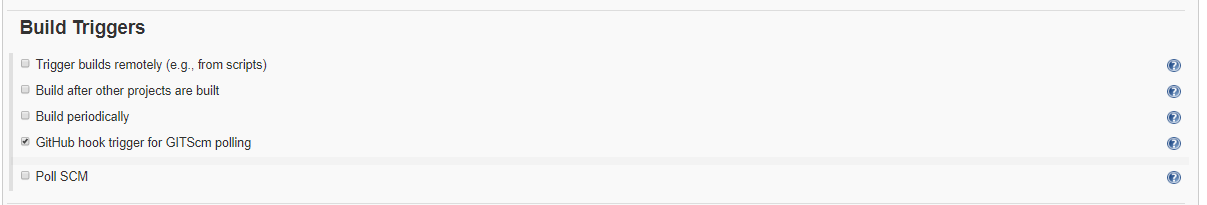 Build Triggers
Trigger builds remotely (e.g., from scripts)
Build after other projects are built
Build periodically
GitHub hook trigger for GITScm polling
Poll SCM